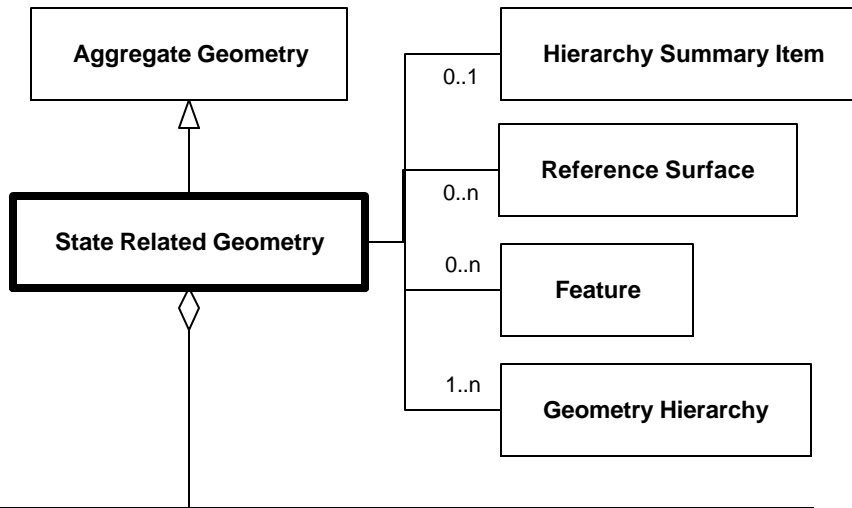 Aggregate Geometry
Hierarchy Summary Item
0..1
Reference Surface
0..n
State Related Geometry
0..n
Feature
1..n
Geometry Hierarchy